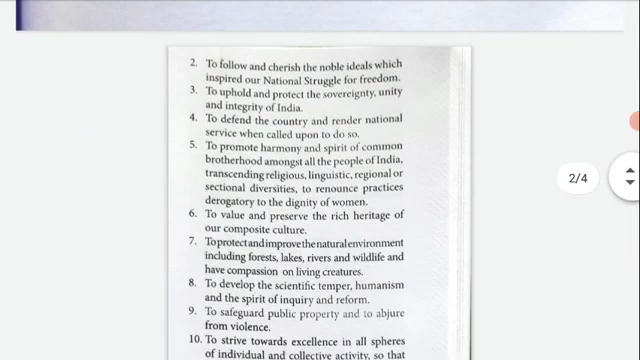 2. To follow and cherish the noble ideals which
inspired our National Struggle for freedom.
3. To uphold and protect the sovereignty, unity
and integrity of India.
4. To defend the country and render national
service when called upon to do so.
5. To promote harmony and spirit of common
brotherhood amongst all the people of India,
transcending religious, linguistic, regional or
sectional diversities, to renounce practices
derogatory to the dignity of women.
6. To value and preserve the rich heritage of
our composite culture.
7. To protect and improve the natural environment
including forests, lakes, rivers and wildlife and
have compassion on living creatures.
8. To develop the scientific temper, humanism
and the spirit of inquiry and reform.
9. To safeguard public property and to abjure
from violence.
10. To strive towards excellence in all spheres
of individual and collective activity, so that
2/4